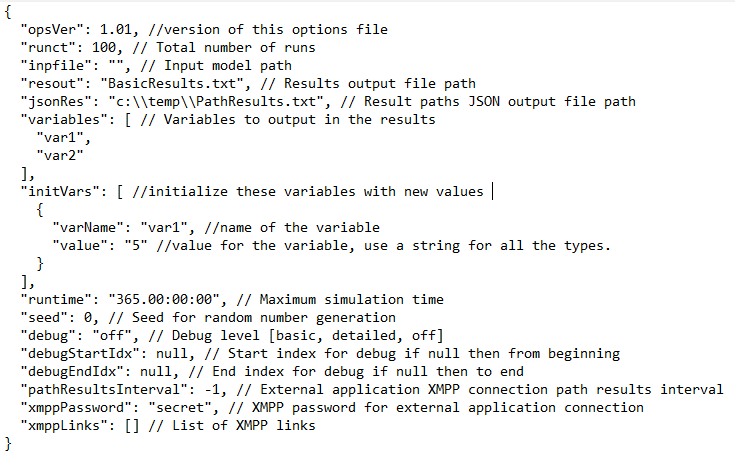 {
  "opsVer": 1.01, //version of this options file
  "runct": 100, // Total number of runs
  "inpfile": "", // Input model path
  "resout": "BasicResults.txt", // Results output file path
  "jsonRes": "c:\\temp\\PathResults.txt", // Result paths JSON output file path
  "variables": [ // Variables to output in the results
    "var1",
    "var2"
  ],
  "initVars": [ //initialize these variables with new values
    {
      "varName": "var1", //name of the variable
      "value": "5" //value for the variable, use a string for all the types.
    }
  ],
  "runtime": "365.00:00:00", // Maximum simulation time
  "seed": 0, // Seed for random number generation
  "debug": "off", // Debug level [basic, detailed, off]
  "debugStartIdx": null, // Start index for debug if null then from beginning
  "debugEndIdx": null, // End index for debug if null then to end
  "pathResultsInterval": -1, // External application XMPP connection path results interval
  "xmppPassword": "secret", // XMPP password for external application connection
  "xmppLinks": [] // List of XMPP links
}